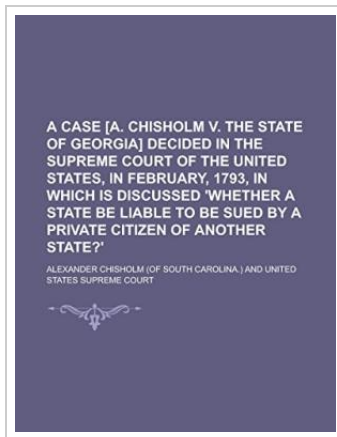 A CASE [A. CHISHOLM V. THE STATE
OF GEORGIA] DECIDED IN THE
SUPREME COURT OF THE UNITED
STATES, IN FEBRUARY, 1793, IN
WHICH IS DISCUSSED 'WHETHER A
STATE BE LIABLE TO BE SUED BY A
PRIVATE CITIZEN OF ANOTHER
STATE?'
ALEXANDER CHISHOLM (OF SOUTH CAROLINA.) AND UNITED
STATES SUPREME COURT